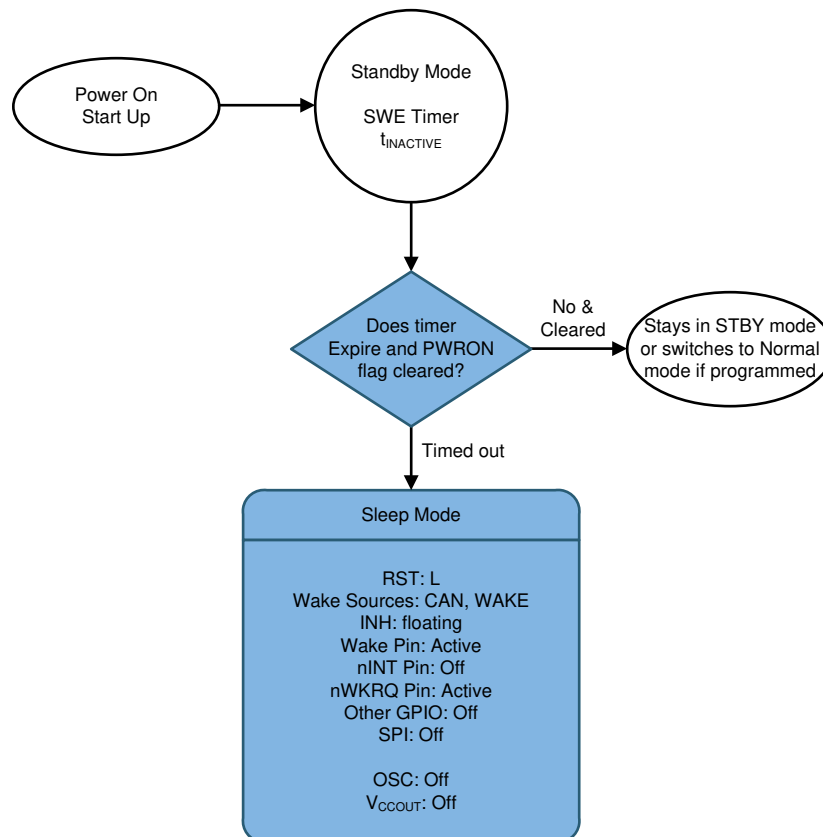 Power On
Start Up
Standby Mode
SWE Timer
tINACTIVE
Does timer
Expire and PWRON
flag cleared?
No &
Cleared
Stays in STBY mode
or switches to Normal
mode if programmed
Timed out
Sleep Mode
RST: L
Wake Sources: CAN, WAKE
INH: floating
Wake Pin: Active
nINT Pin: Off
nWKRQ Pin: Active
Other GPIO: Off
SPI: Off
OSC: Off
VCCOUT: Off